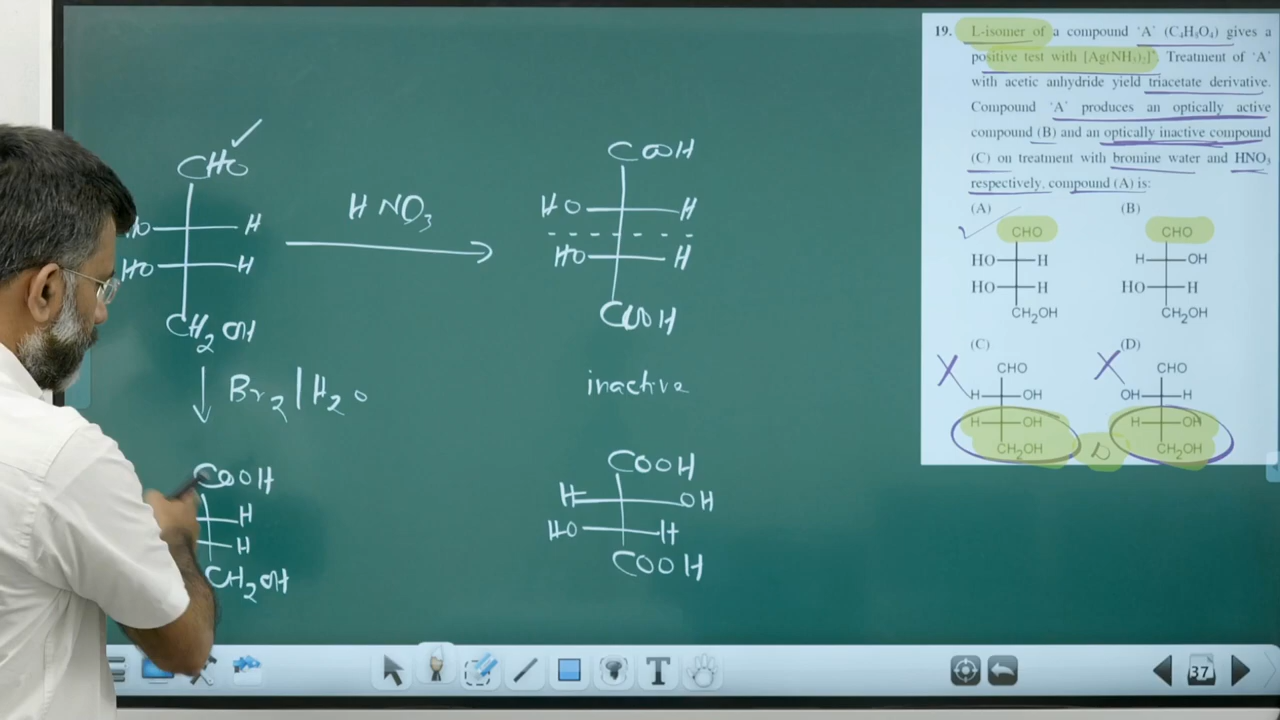 CHO
HO H
HO H
CH2OH
HNO3
COOH
HO H
HO H
COOH
inactive
Br2/H2O
COOH
H
H
CH2OH
COOH
H OH
HO H
COOH
19. L-isomer of a compound 'A' (C4H8O4) gives a
positive test with [Ag(NH3)2]+. Treatment of 'A'
with acetic anhydride yield triacetate derivative.
Compound 'A' produces an optically active
compound (B) and an optically inactive compound
(C) on treatment with bromine water and HNO3
respectively, compound (A) is:
(A) (B)
CHO CHO
HO H H OH
HO H HO H
CH2OH CH2OH
(C) (D)
CHO CHO
H OH OH H
H OH H OH
CH2OH D CH2OH
T
37